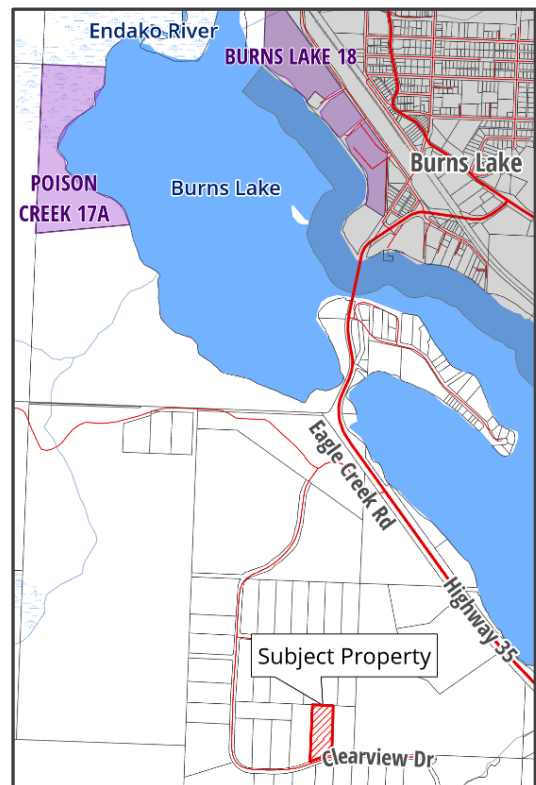 Endako River
BURNS LAKE 18
POISON
CREEK 17A
Burns Lake
Burns Lake
Eagle Creek Rd
Highway 35
Subject Property
Clearview Dr